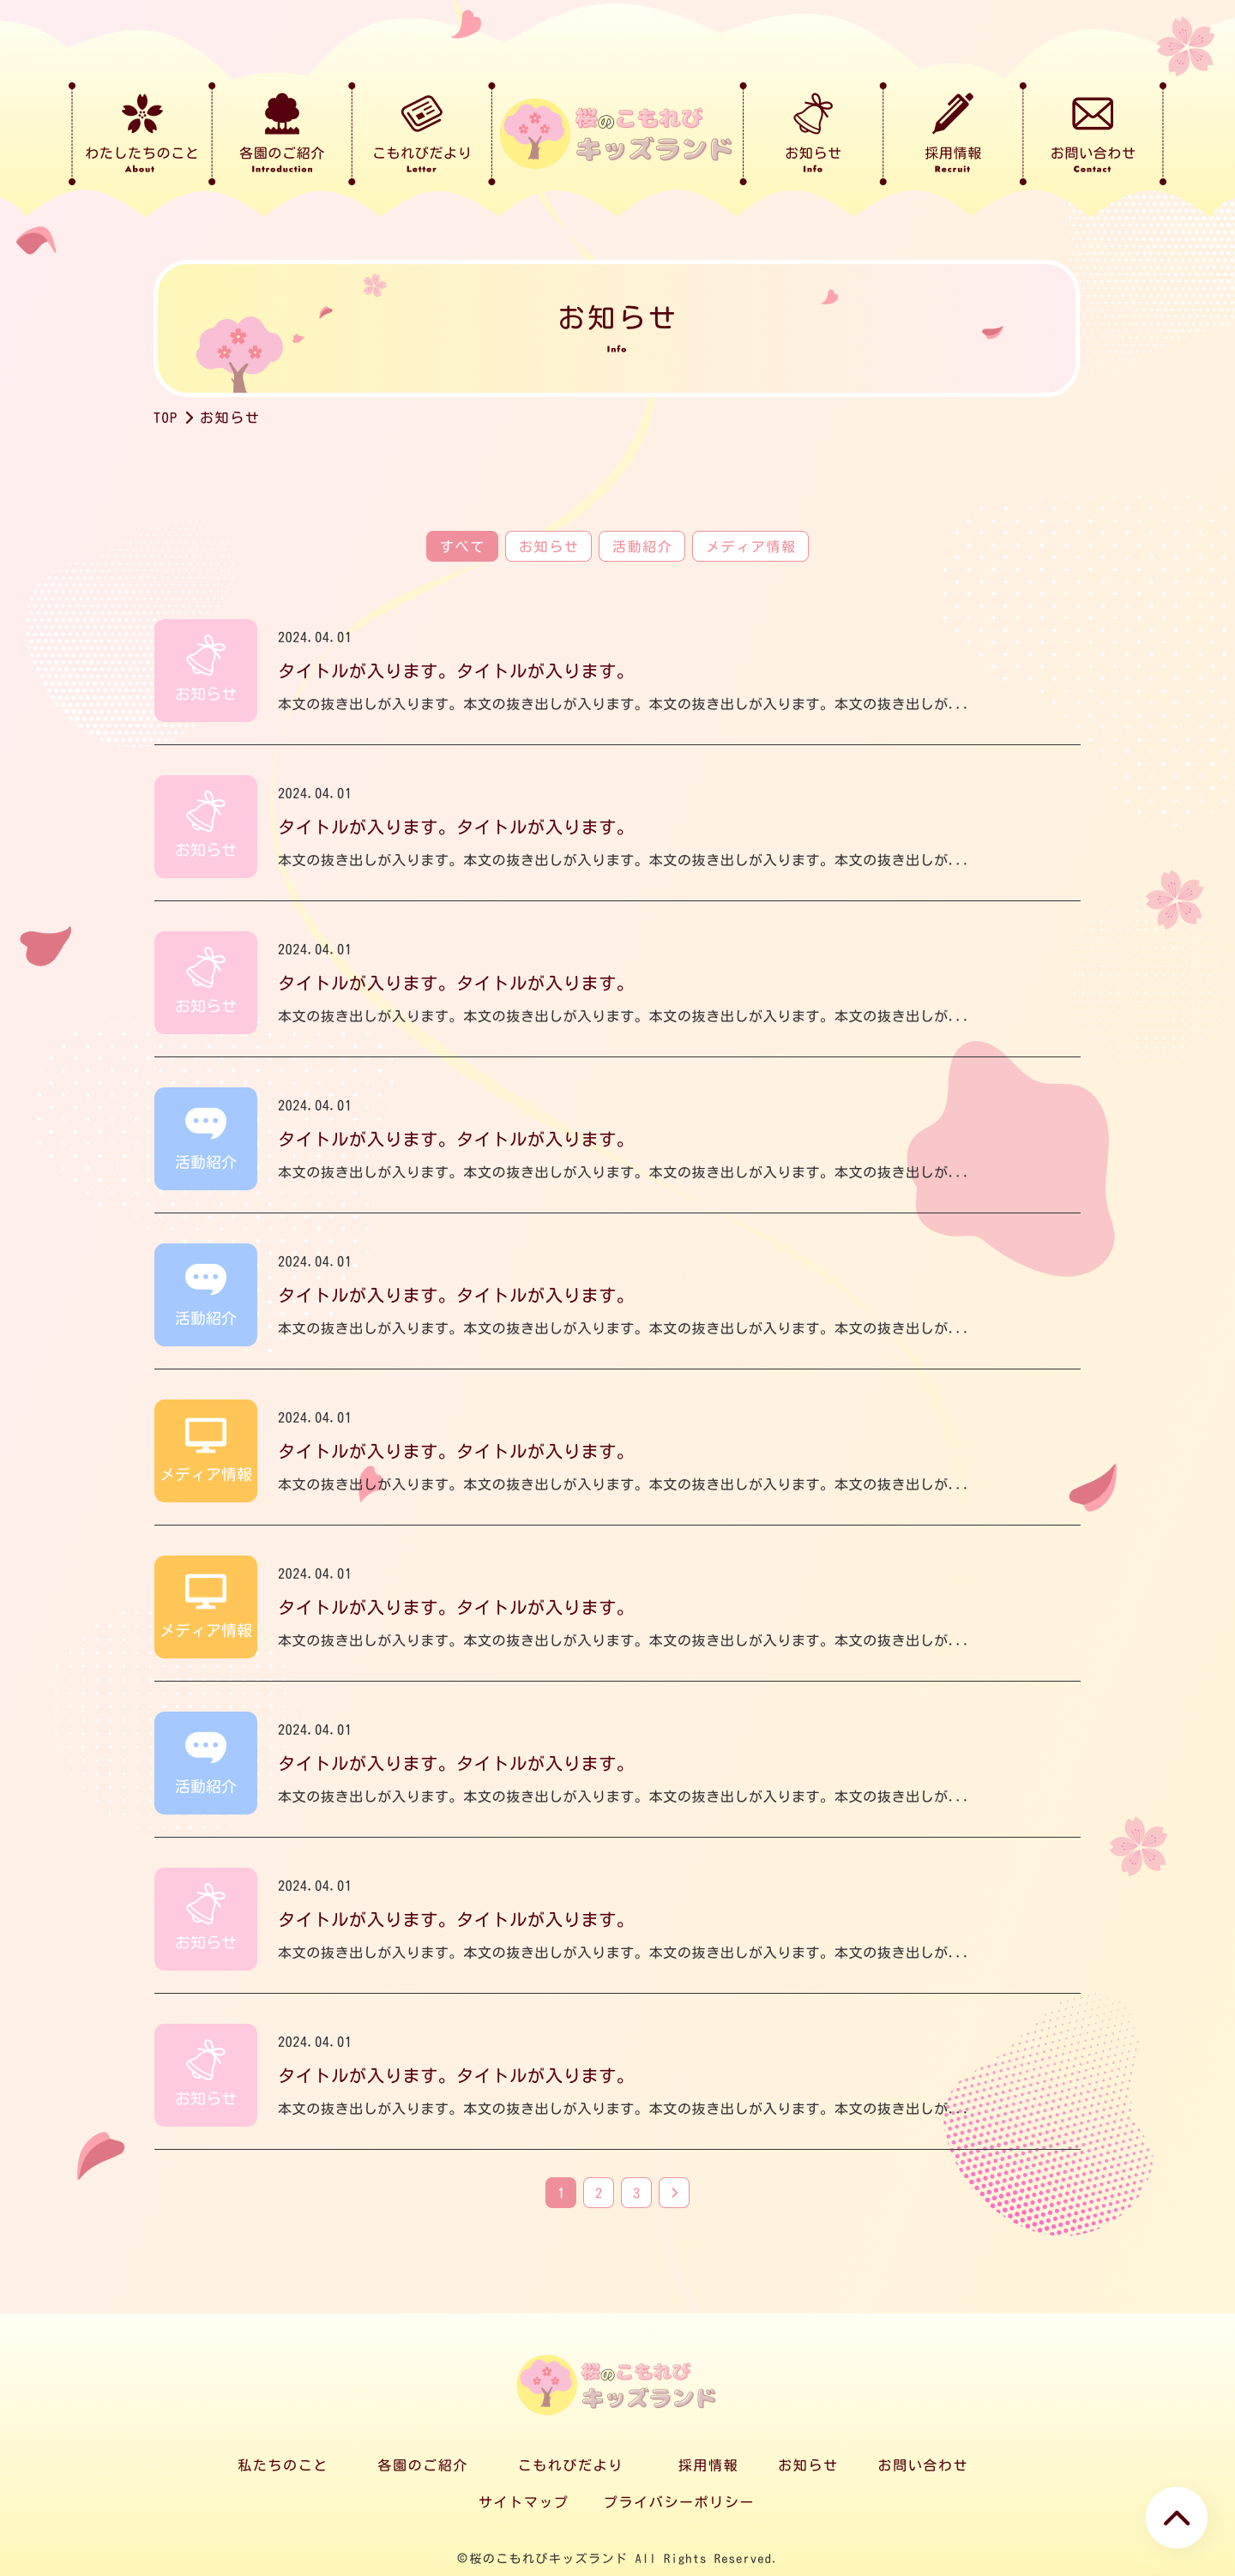 わたしたちのこと
About
各園のご紹介
Introduction
こもれびだより
Letter
桜のこもれび
キッズランド
お知らせ
Info
採用情報
Recruit
お問い合わせ
Contact
お知らせ
Info
TOP > お知らせ
すべて お知らせ 活動紹介 メディア情報
お知らせ
2024.04.01
タイトルが入ります。タイトルが入ります。
本文の抜き出しが入ります。本文の抜き出しが入ります。本文の抜き出しが入ります。本文の抜き出しが...
お知らせ
2024.04.01
タイトルが入ります。タイトルが入ります。
本文の抜き出しが入ります。本文の抜き出しが入ります。本文の抜き出しが入ります。本文の抜き出しが...
お知らせ
2024.04.01
タイトルが入ります。タイトルが入ります。
本文の抜き出しが入ります。本文の抜き出しが入ります。本文の抜き出しが入ります。本文の抜き出しが...
活動紹介
2024.04.01
タイトルが入ります。タイトルが入ります。
本文の抜き出しが入ります。本文の抜き出しが入ります。本文の抜き出しが入ります。本文の抜き出しが...
活動紹介
2024.04.01
タイトルが入ります。タイトルが入ります。
本文の抜き出しが入ります。本文の抜き出しが入ります。本文の抜き出しが入ります。本文の抜き出しが...
メディア情報
2024.04.01
タイトルが入ります。タイトルが入ります。
本文の抜き出しが入ります。本文の抜き出しが入ります。本文の抜き出しが入ります。本文の抜き出しが...
メディア情報
2024.04.01
タイトルが入ります。タイトルが入ります。
本文の抜き出しが入ります。本文の抜き出しが入ります。本文の抜き出しが入ります。本文の抜き出しが...
活動紹介
2024.04.01
タイトルが入ります。タイトルが入ります。
本文の抜き出しが入ります。本文の抜き出しが入ります。本文の抜き出しが入ります。本文の抜き出しが...
お知らせ
2024.04.01
タイトルが入ります。タイトルが入ります。
本文の抜き出しが入ります。本文の抜き出しが入ります。本文の抜き出しが入ります。本文の抜き出しが...
お知らせ
2024.04.01
タイトルが入ります。タイトルが入ります。
本文の抜き出しが入ります。本文の抜き出しが入ります。本文の抜き出しが入ります。本文の抜き出しが...
1 2 3 >
桜のこもれび
キッズランド
私たちのこと 各園のご紹介 こもれびだより 採用情報 お知らせ お問い合わせ
サイトマップ プライバシーポリシー
©桜のこもれびキッズランド All Rights Reserved.